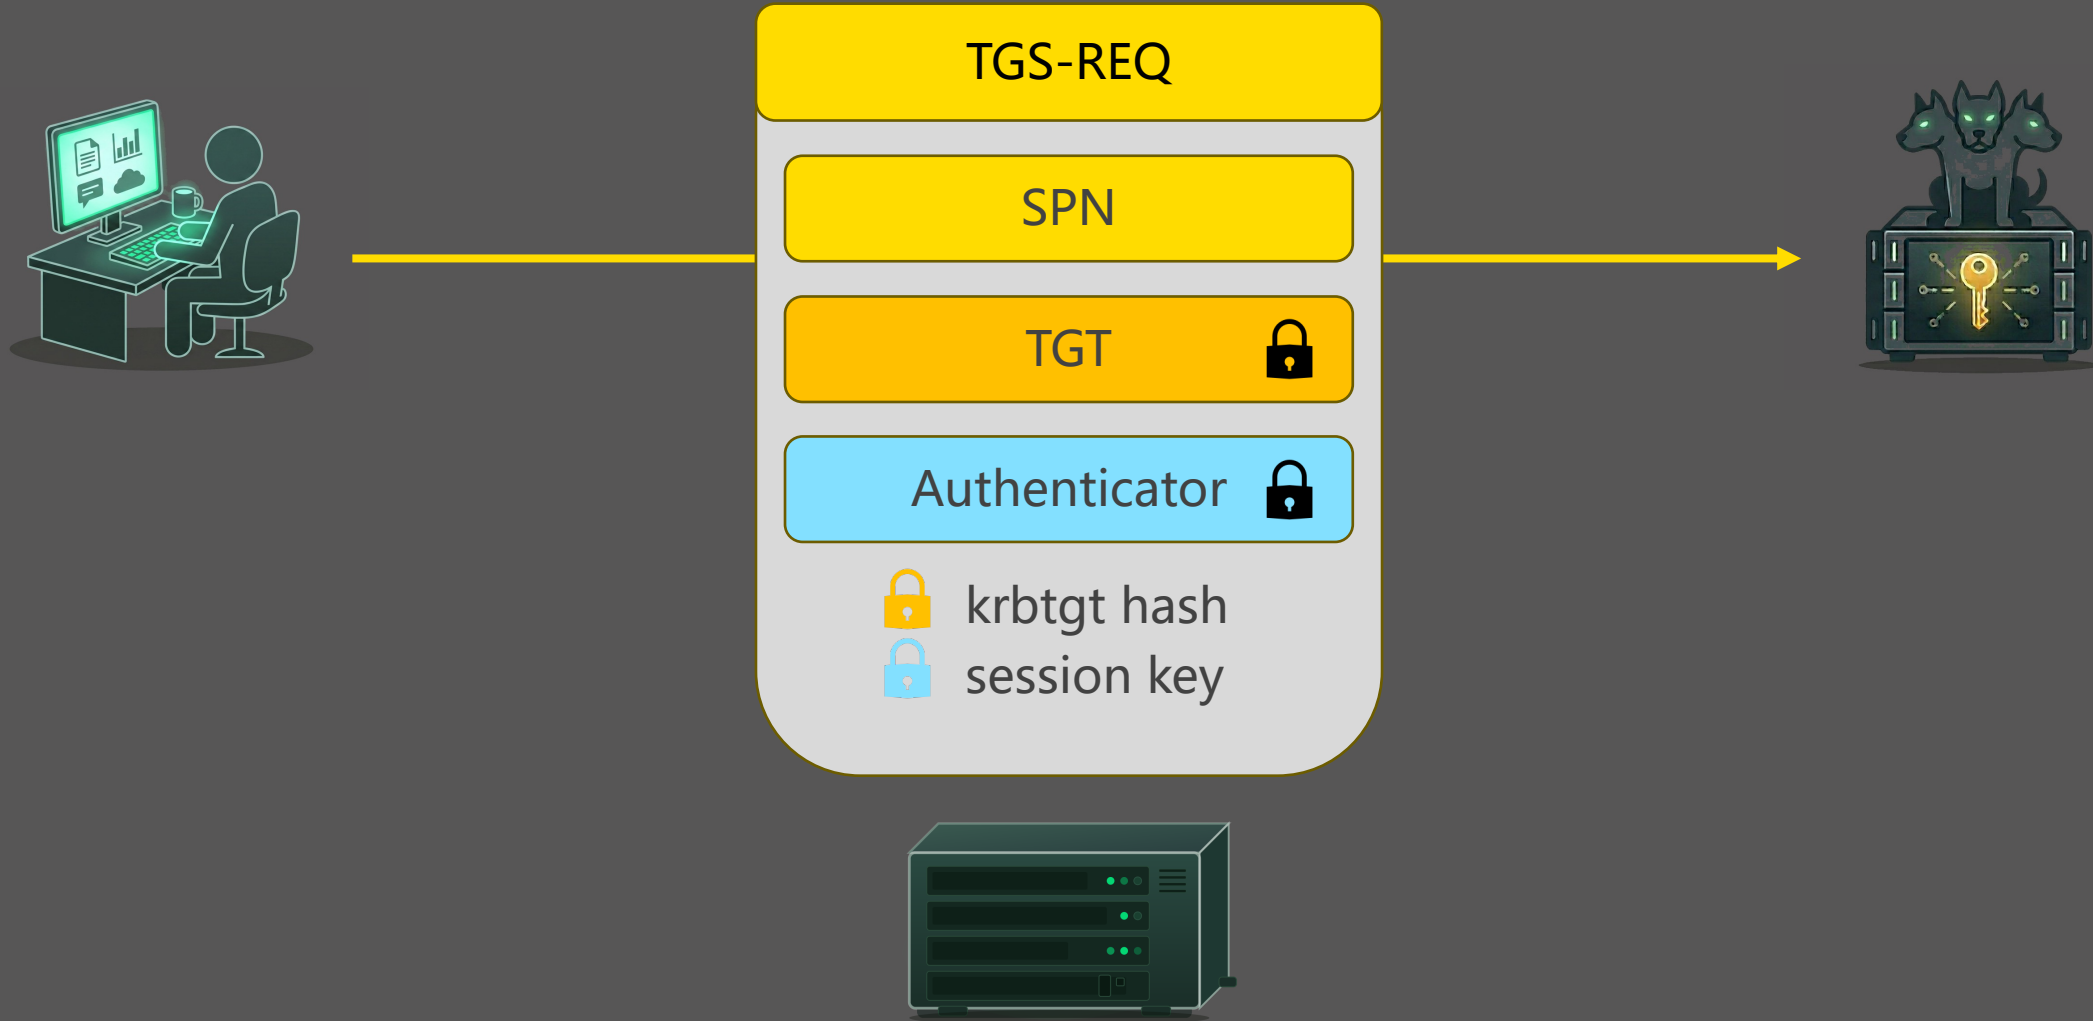 TGS-REQ
SPN
TGT
Authenticator
krbtgt hash
session key